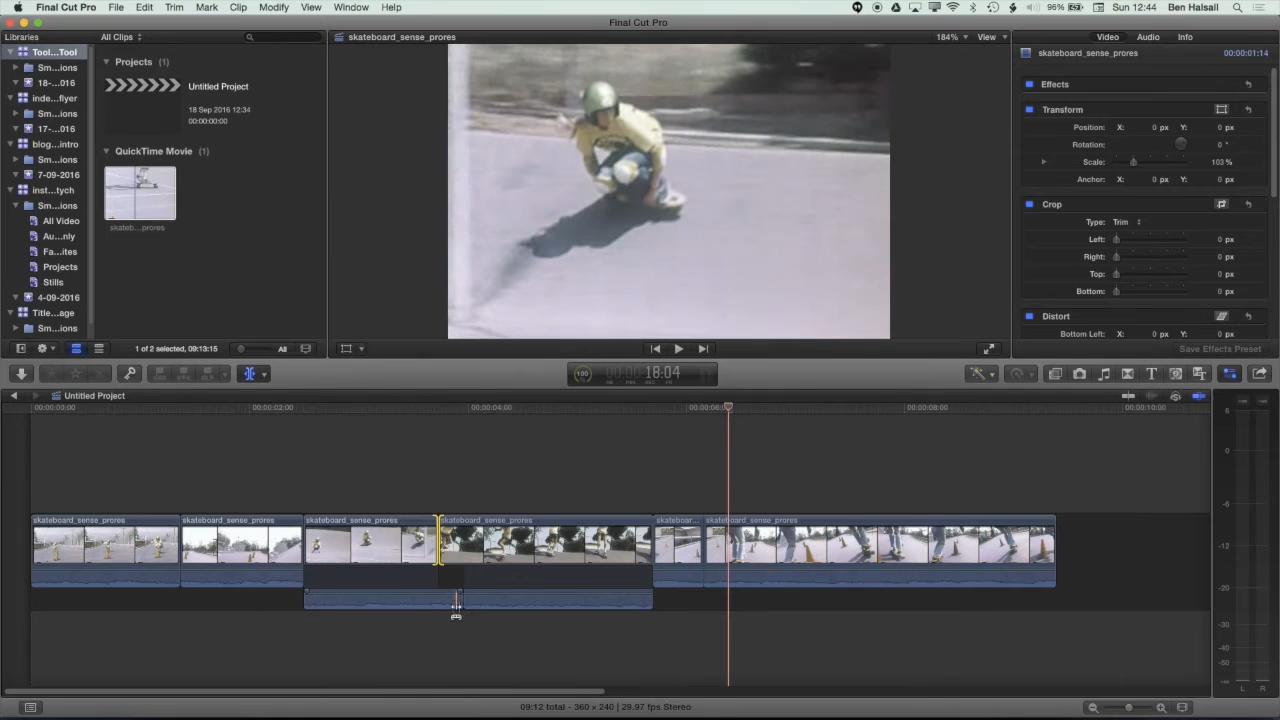 Final Cut Pro File Edit Trim Mark Clip Modify View Window Help 96% Sun 12:44 Ben Halsall
Final Cut Pro
Libraries All Clips skateboard_sense_prores 184% View Video Audio Info
Tool…Tool
Sm…ions
18-…016
inde…flyer
Sm…ions
17-…016
blog…intro
Sm…ions
7-09-2016
inst…tych
Sm…ions
All Video
Au…nly
Fa…ites
Projects
Stills
4-09-2016
Title…age
Sm…ions
Projects (1)
Untitled Project
18 Sep 2016 12:34
00:00:00:00
QuickTime Movie (1)
skateb…prores
1 of 2 selected, 09:13:15 All
skateboard_sense_prores 00:00:01:14
Effects
Transform
Position: X: 0 px Y: 0 px
Rotation: 0 °
Scale: 103 %
Anchor: X: 0 px Y: 0 px
Crop
Type: Trim
Left: 0 px
Right: 0 px
Top: 0 px
Bottom: 0 px
Distort
Bottom Left: X: 0 px Y: 0 px
Save Effects Preset
100 18:04
HR MIN SEC FR
Untitled Project
00:00:00:00 00:00:02:00 00:00:04:00 00:00:08:00 00:00:10:00
skateboard_sense_prores skateboard_sense_prores skateboard_sense_prores skateboard_sense_prores skateboar… skateboard_sense_prores
6
0
-6
-12
-20
-30
-40
-50
L R
09:12 total - 360 x 240 | 29.97 fps Stereo